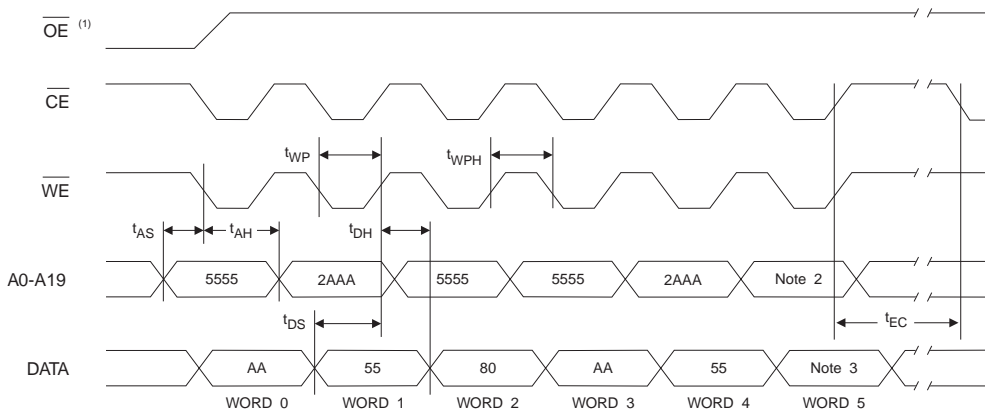 OE (1)
CE
tWP tWPH
WE
tAS tAH tDH
A0-A19 5555 2AAA 5555 5555 2AAA Note 2
tDS tEC
DATA AA 55 80 AA 55 Note 3
WORD 0 WORD 1 WORD 2 WORD 3 WORD 4 WORD 5